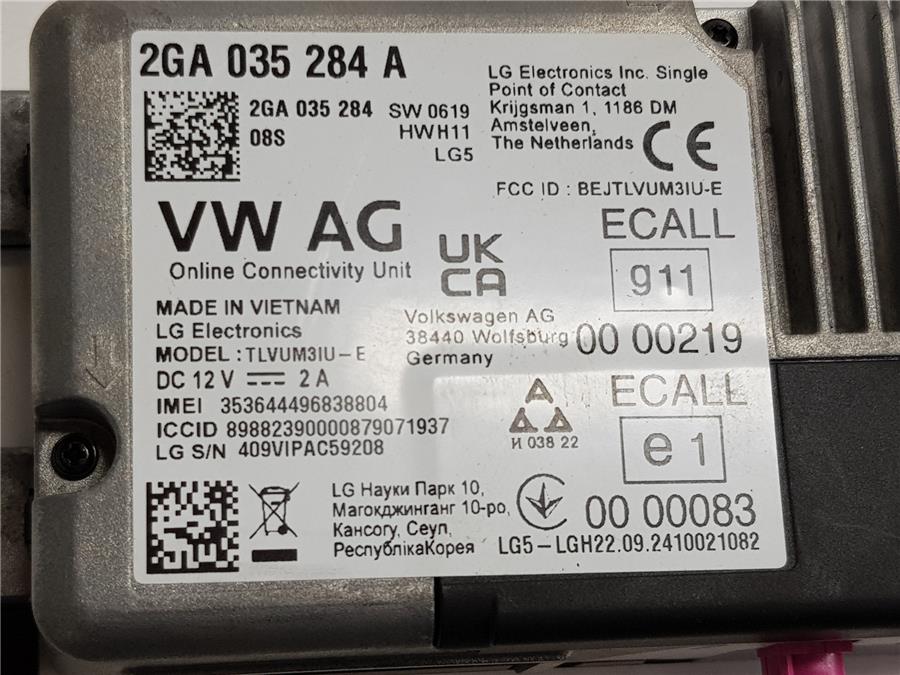 2GA 035 284 A
2GA 035 284
08S
SW 0619
HW H11
LG5
LG Electronics Inc. Single
Point of Contact
Krijgsman 1, 1186 DM
Amstelveen,
The Netherlands
CE
FCC ID : BEJTLVUM3IU-E
VW AG
Online Connectivity Unit
UK
CA
ECALL
g11
00 00219
MADE IN VIETNAM
LG Electronics
MODEL : TLVUM3IU-E
DC 12 V 2 A
IMEI 353644496838804
ICCID 89882390000879071937
LG S/N 409VIPAC59208
Volkswagen AG
38440 Wolfsburg
Germany
И 038 22
ECALL
e1
00 00083
LG Науки Парк 10,
Магокджинганг 10-ро,
Кансогу, Сеул,
РеспублікаКорея
LG5-LGH22.09.2410021082